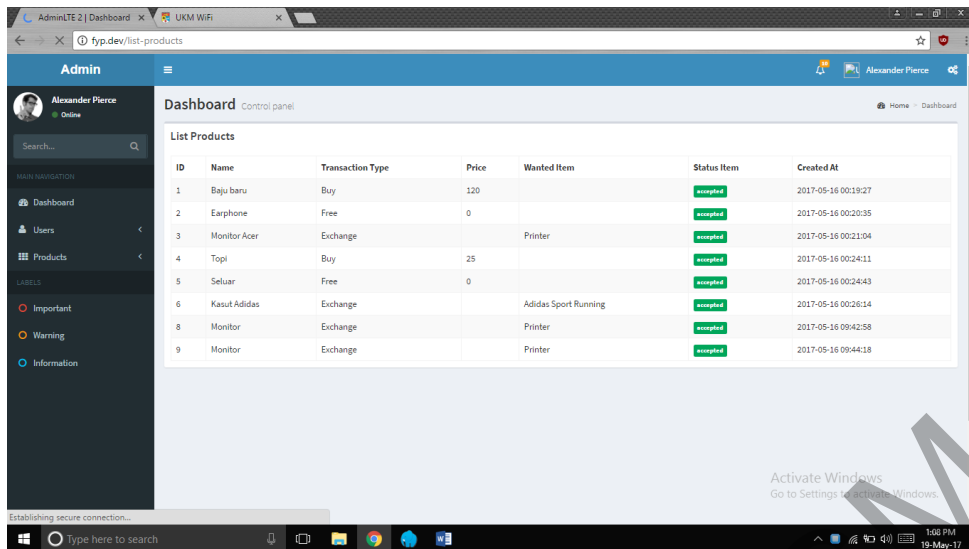 AdminLTE 2 | Dashboard
UKM WiFi
fyp.dev/list-products
Admin
Alexander Pierce
Alexander Pierce
Online
Dashboard Control panel
Home > Dashboard
Search...
List Products
ID Name Transaction Type Price Wanted Item Status Item Created At
MAIN NAVIGATION
1 Baju baru Buy 120 accepted 2017-05-16 00:19:27
Dashboard
2 Earphone Free 0 accepted 2017-05-16 00:20:35
Users
3 Monitor Acer Exchange Printer accepted 2017-05-16 00:21:04
Products
4 Topi Buy 25 accepted 2017-05-16 00:24:11
LABELS
5 Seluar Free 0 accepted 2017-05-16 00:24:43
Important
6 Kasut Adidas Exchange Adidas Sport Running accepted 2017-05-16 00:26:14
Warning
8 Monitor Exchange Printer accepted 2017-05-16 09:42:58
9 Monitor Exchange Printer accepted 2017-05-16 09:44:18
Information
Activate Windows
Go to Settings to activate Windows.
Establishing secure connection...
Type here to search
1:08 PM
19-May-17